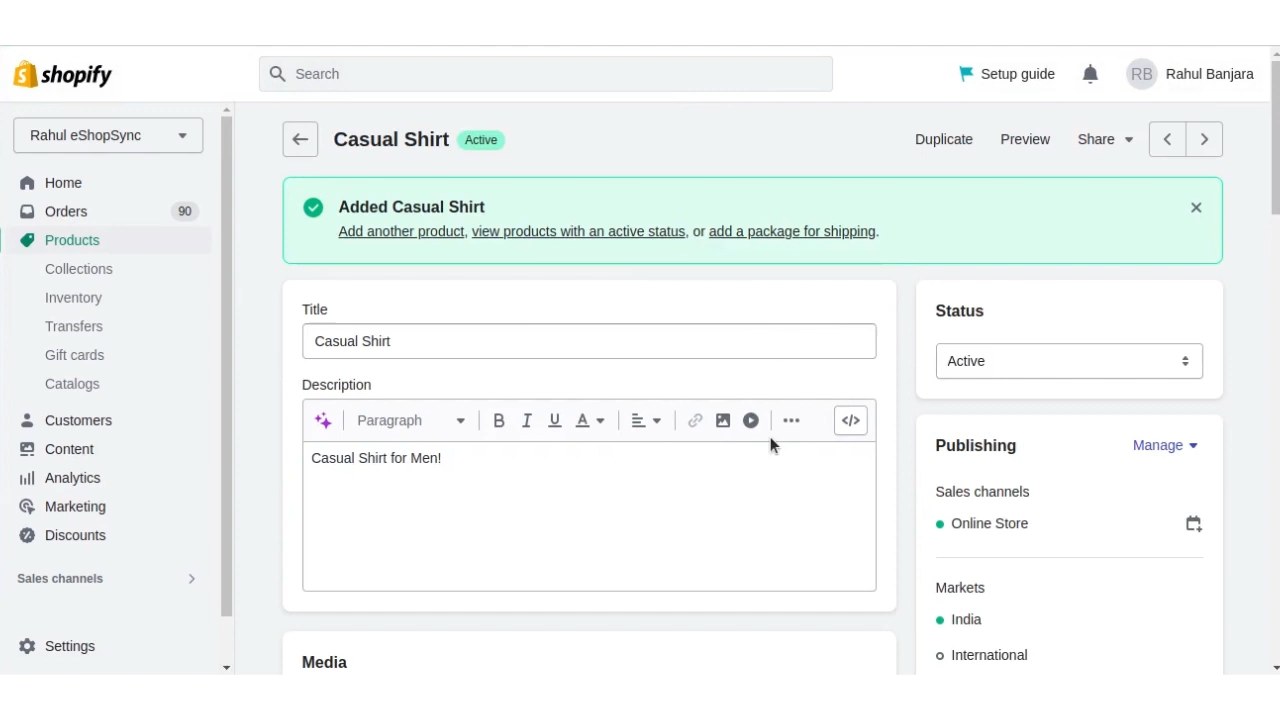 shopify
Search
Setup guide
RB
Rahul Banjara
Rahul eShopSync
Home
Orders 90
Products
Collections
Inventory
Transfers
Gift cards
Catalogs
Customers
Content
Analytics
Marketing
Discounts
Sales channels
Settings
Casual Shirt Active
Duplicate
Preview
Share
Added Casual Shirt
Add another product, view products with an active status, or add a package for shipping.
Title
Casual Shirt
Description
Paragraph B I U A </>
Casual Shirt for Men!
Media
Status
Active
Publishing
Manage
Sales channels
Online Store
Markets
India
International